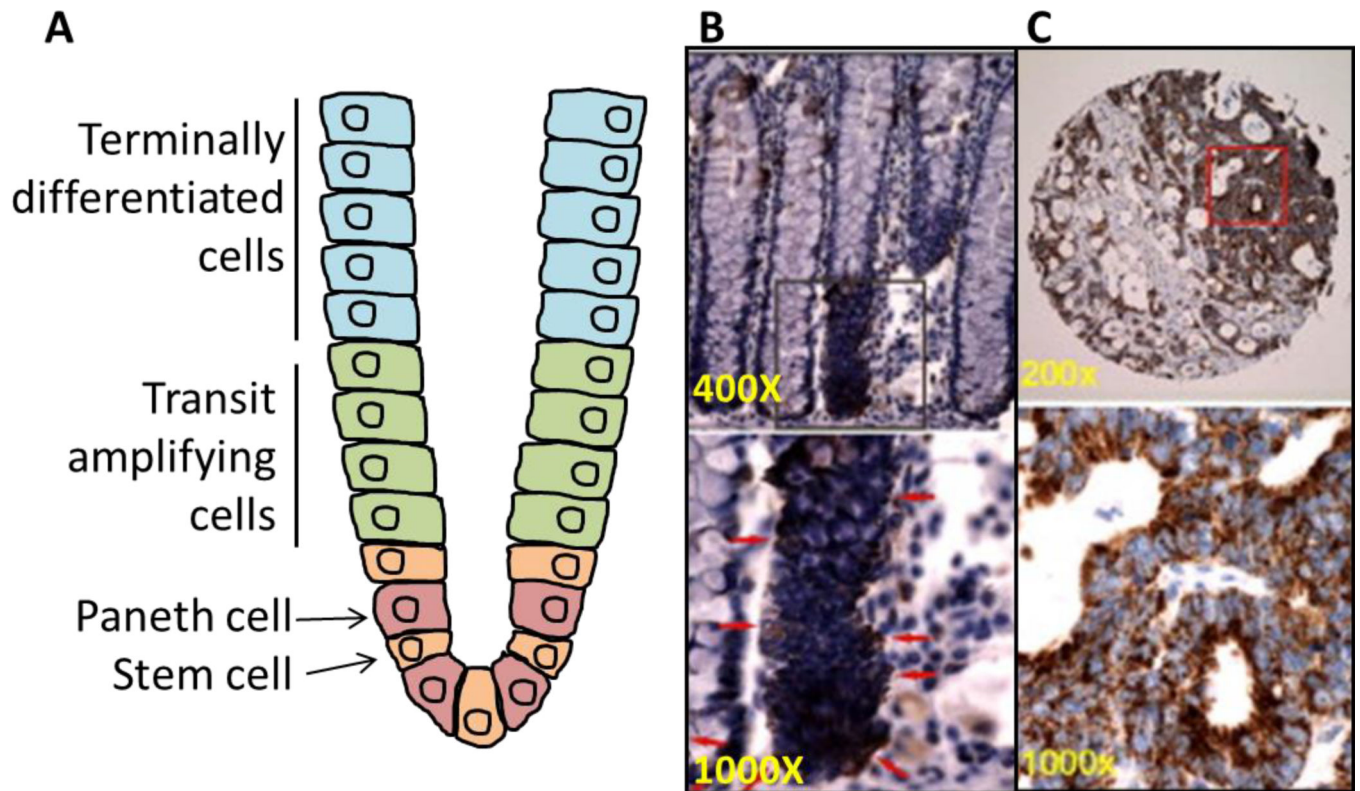 A
B
C
Terminally
differentiated
cells
Transit
amplifying
cells
Paneth cell
Stem cell
400X
1000X
200x
1000x